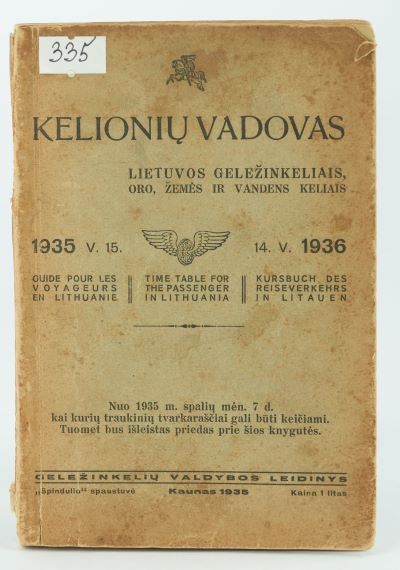 335
KELIONIŲ VADOVAS
LIETUVOS GELEŽINKELIAIS,
ORO, ŽEMĖS IR VANDENS KELIAIS
1935 V. 15.
14. V. 1936
GUIDE POUR LES
VOYAGEURS
EN LITHUANIE
TIME TABLE FOR
THE PASSENGER
IN LITHUANIA
KURSBUCH DES
REISEVERKEHRS
IN LITAUEN
Nuo 1935 m. spalių mėn. 7 d.
kai kurių traukinių tvarkaraščiai gali būti keičiami.
Tuomet bus išleistas priedas prie šios knygutės.
GELEŽINKELIŲ VALDYBOS LEIDINYS
„Spindulio“ spaustuvė Kaunas 1935 Kaina 1 litas